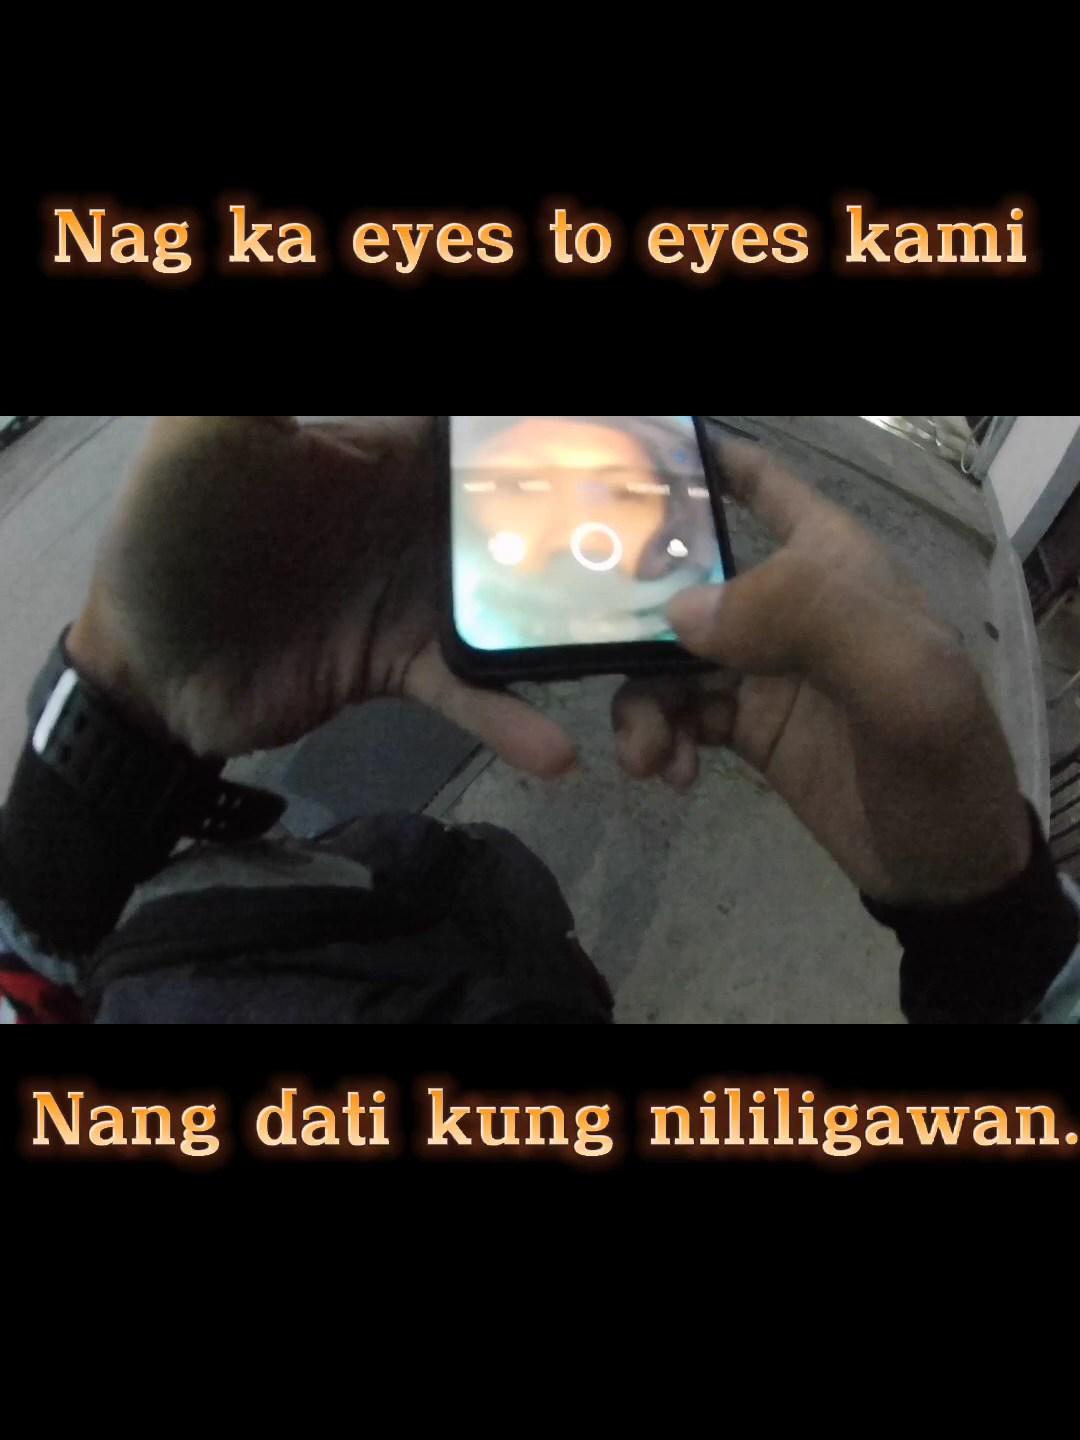 Nag ka eyes to eyes kami
Nang dati kung nililigawan.